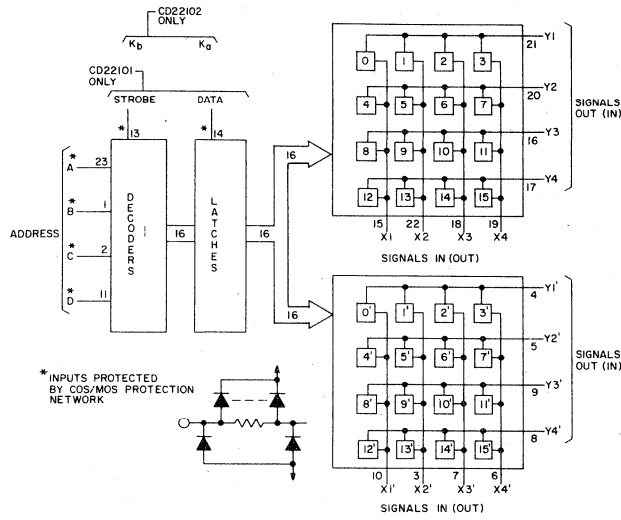 CD22102
ONLY
Kb Ka
CD22101
ONLY
STROBE DATA
* 13 * 14
ADDRESS
* A 23
* B 1
* C 2
* D 11
DECODERS
16
LATCHES
16
16
16
21 Y1
0 1 2 3
20 Y2
4 5 6 7
16 Y3
8 9 10 11
17 Y4
12 13 14 15
15 22 18 19
X1 X2 X3 X4
SIGNALS IN (OUT)
SIGNALS
OUT (IN)
4 Y1'
0' 1' 2' 3'
5 Y2'
4' 5' 6' 7'
9 Y3'
8' 9' 10' 11'
8 Y4'
12' 13' 14' 15'
10 3 7 6
X1' X2' X3' X4'
SIGNALS IN (OUT)
SIGNALS
OUT (IN)
* INPUTS PROTECTED
BY COS/MOS PROTECTION
NETWORK